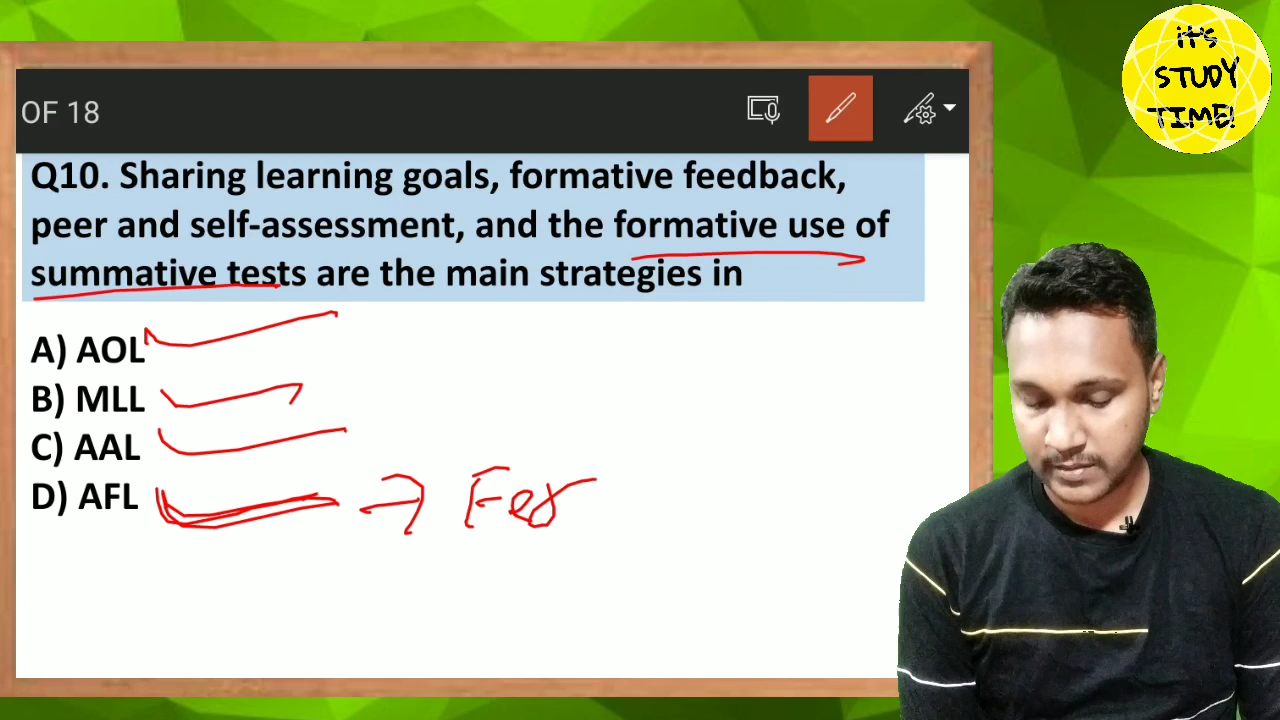 it's
STUDY
TIME!
OF 18
Q10. Sharing learning goals, formative feedback,
peer and self-assessment, and the formative use of
summative tests are the main strategies in
A) AOL
B) MLL
C) AAL
D) AFL